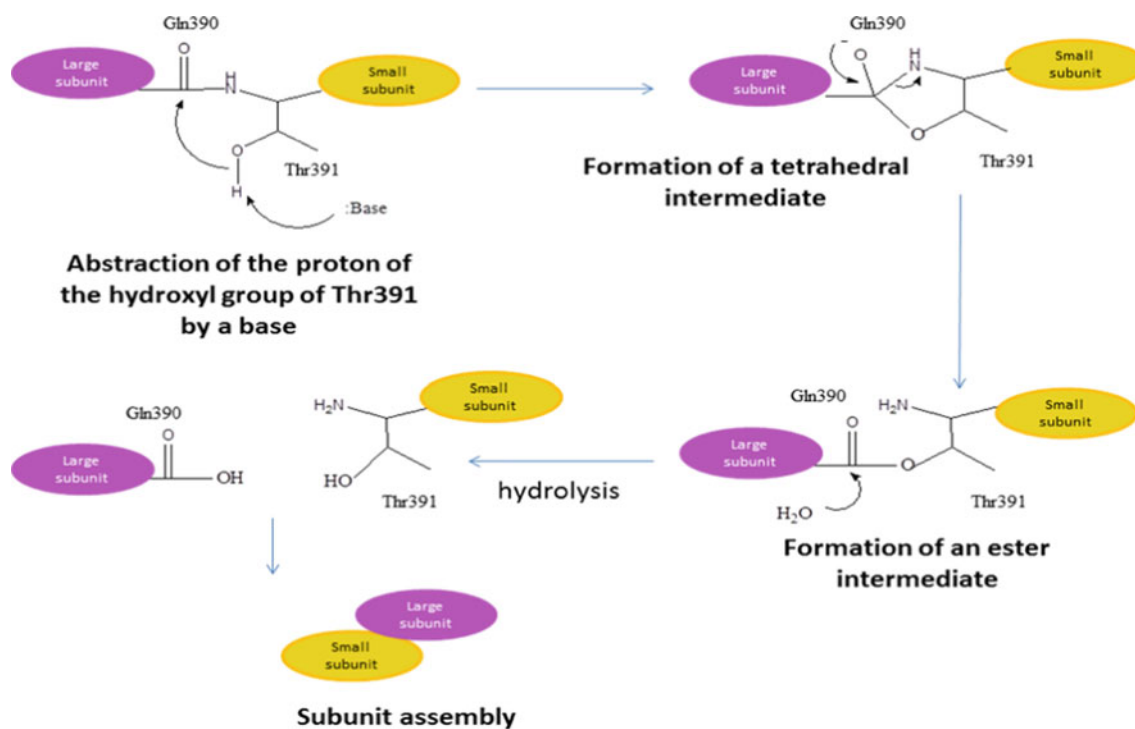 Gln390
O
Large
subunit
H
N
Small
subunit
O
H
Thr391
:Base
Abstraction of the proton of
the hydroxyl group of Thr391
by a base
Gln390
O
-
H
N
Large
subunit
Small
subunit
O
Thr391
Formation of a tetrahedral
intermediate
Gln390
O
H₂N
Large
subunit
O
Small
subunit
H₂O
Thr391
Formation of an ester
intermediate
hydrolysis
Gln390
O
Large
subunit
OH
H₂N
Small
subunit
HO
Thr391
Large
subunit
Small
subunit
Subunit assembly